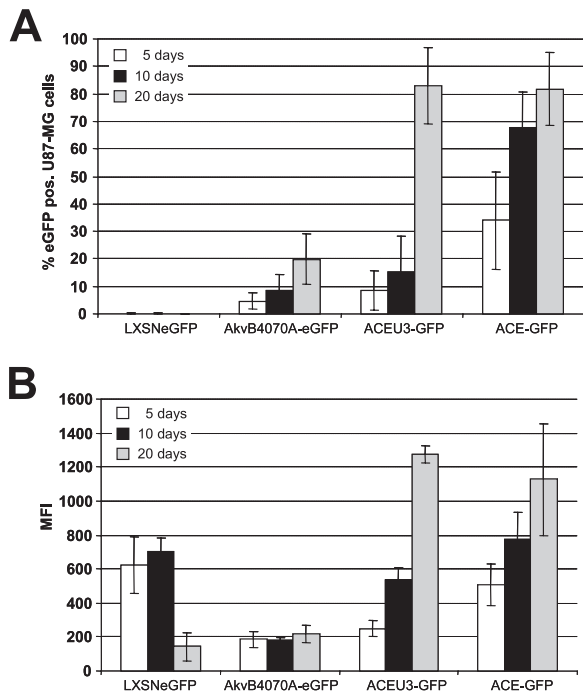 A
% eGFP pos. U87-MG cells
100
90
80
70
60
50
40
30
20
10
0
5 days
10 days
20 days
LXSNeGFP AkvB4070A-eGFP ACEU3-GFP ACE-GFP
B
MFI
1600
1400
1200
1000
800
600
400
200
0
5 days
10 days
20 days
LXSNeGFP AkvB4070A-eGFP ACEU3-GFP ACE-GFP